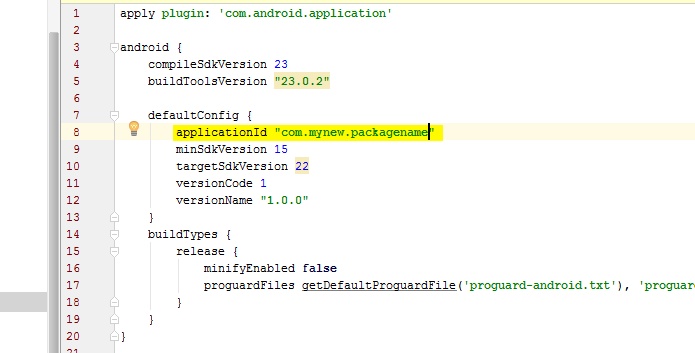 1 apply plugin: 'com.android.application'
2
3 android {
4 compileSdkVersion 23
5 buildToolsVersion "23.0.2"
6
7 defaultConfig {
8 applicationId "com.mynew.packagename"
9 minSdkVersion 15
10 targetSdkVersion 22
11 versionCode 1
12 versionName "1.0.0"
13 }
14 buildTypes {
15 release {
16 minifyEnabled false
17 proguardFiles getDefaultProguardFile('proguard-android.txt'), 'proguar
18 }
19 }
20 }
21